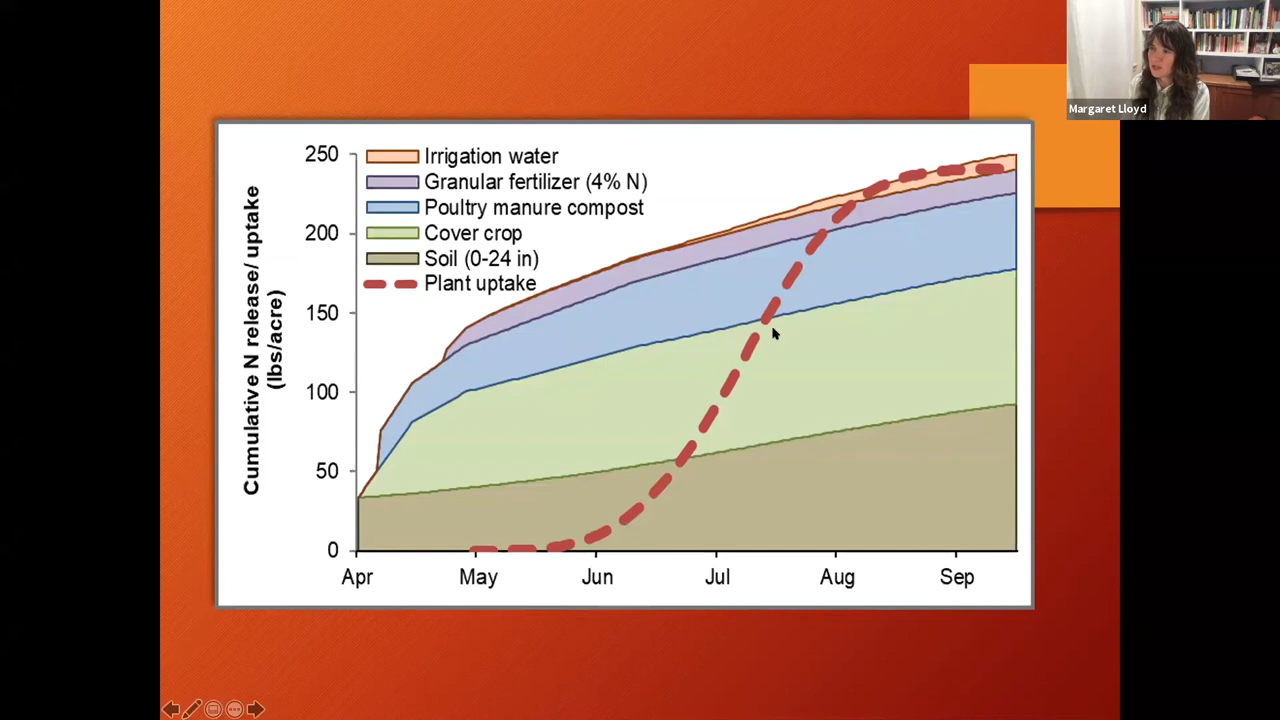 Margaret Lloyd
Cumulative N release/ uptake
(lbs/acre)
250
200
150
100
50
0
Irrigation water
Granular fertilizer (4% N)
Poultry manure compost
Cover crop
Soil (0-24 in)
Plant uptake
Apr May Jun Jul Aug Sep